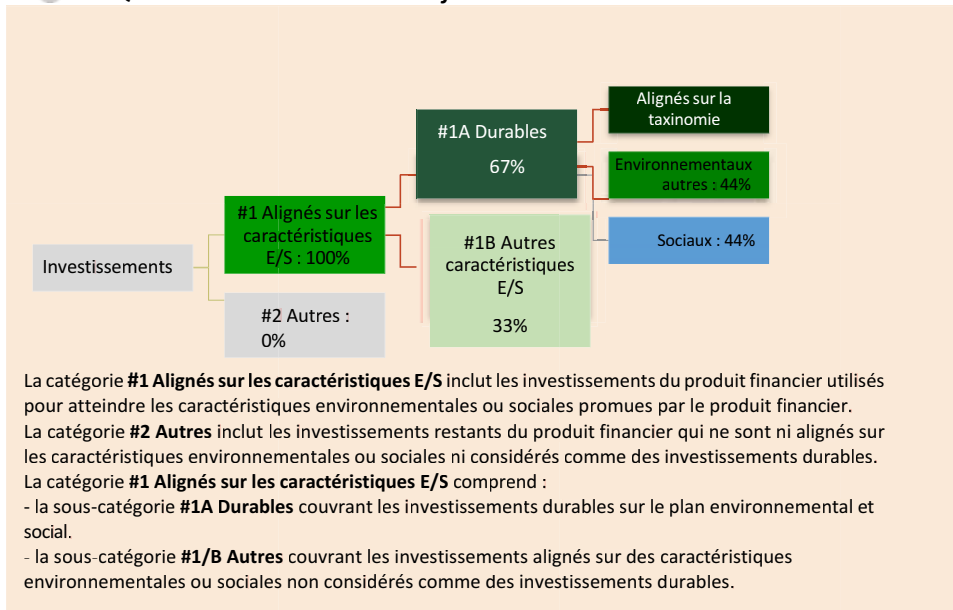 #1A Durables
67%
Alignés sur la
taxinomie
Environnementaux
autres : 44%
Sociaux : 44%
#1 Alignés sur les
caractéristiques
E/S : 100%
#1B Autres
caractéristiques
E/S
33%
Investissements
#2 Autres :
0%
La catégorie #1 Alignés sur les caractéristiques E/S inclut les investissements du produit financier utilisés
pour atteindre les caractéristiques environnementales ou sociales promues par le produit financier.
La catégorie #2 Autres inclut les investissements restants du produit financier qui ne sont ni alignés sur
les caractéristiques environnementales ou sociales ni considérés comme des investissements durables.
La catégorie #1 Alignés sur les caractéristiques E/S comprend :
- la sous-catégorie #1A Durables couvrant les investissements durables sur le plan environmental et
social.
- la sous-catégorie #1/B Autres couvrant les investissements alignés sur des caractéristiques
environnementales ou sociales non considérés comme des investissements durables.